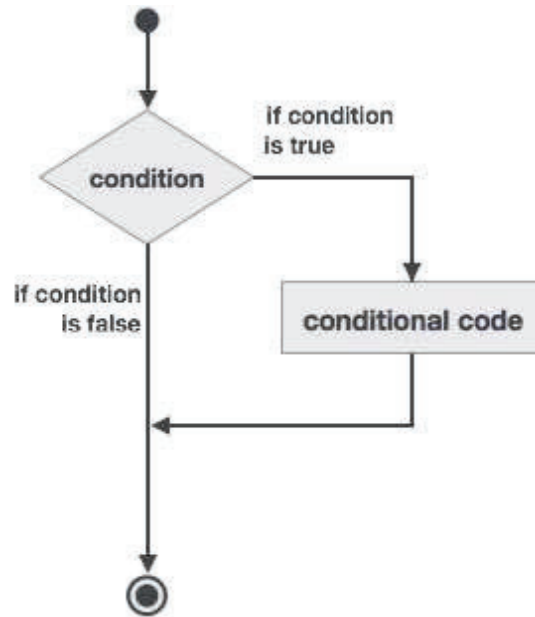 if condition
is true
condition
if condition
is false
conditional code